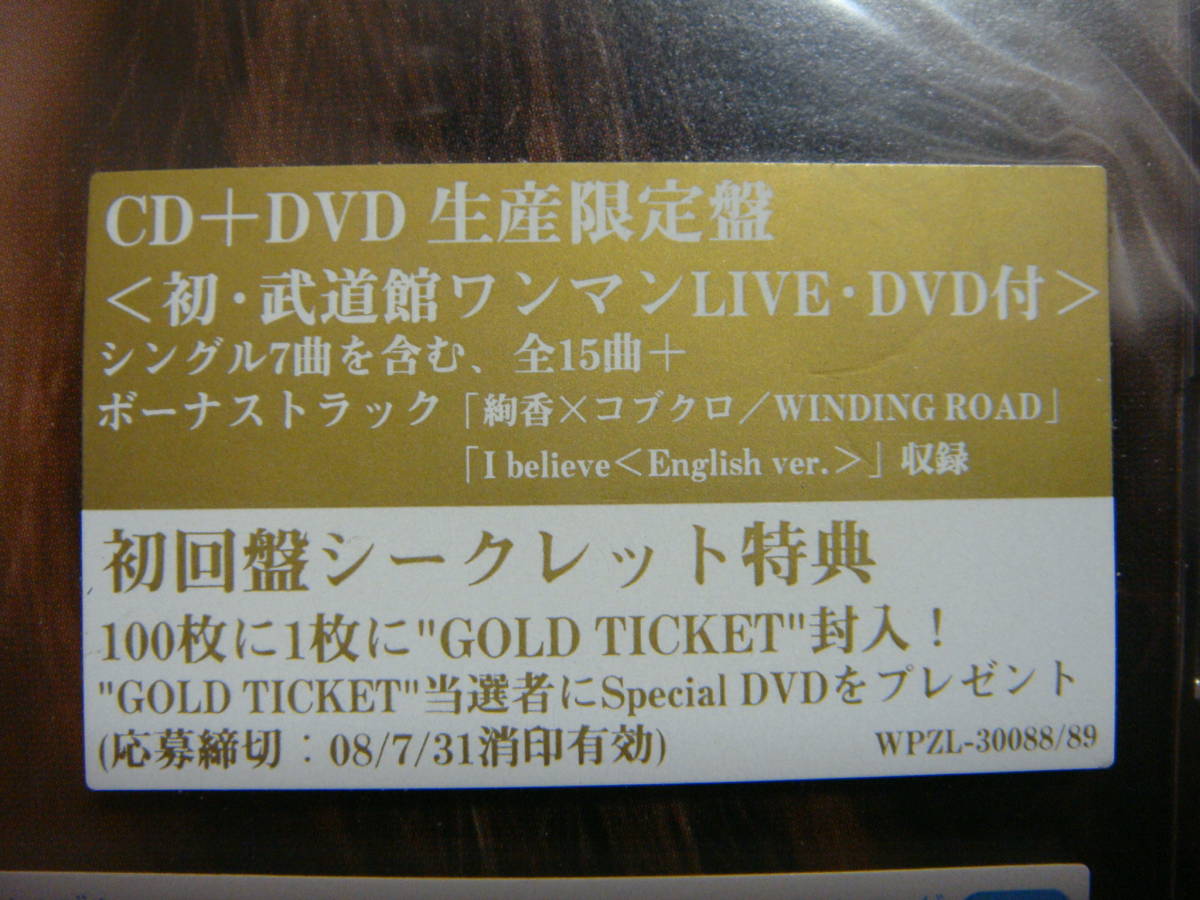 CD＋DVD 生産限定盤
＜初・武道館ワンマンLIVE・DVD付＞
シングル7曲を含む、全15曲＋
ボーナストラック「絢香×コブクロ／WINDING ROAD」
「I believe＜English ver.＞」収録
初回盤シークレット特典
100枚に1枚に"GOLD TICKET"封入！
"GOLD TICKET"当選者にSpecial DVDをプレゼント
(応募締切：08/7/31消印有効)
WPZL-30088/89